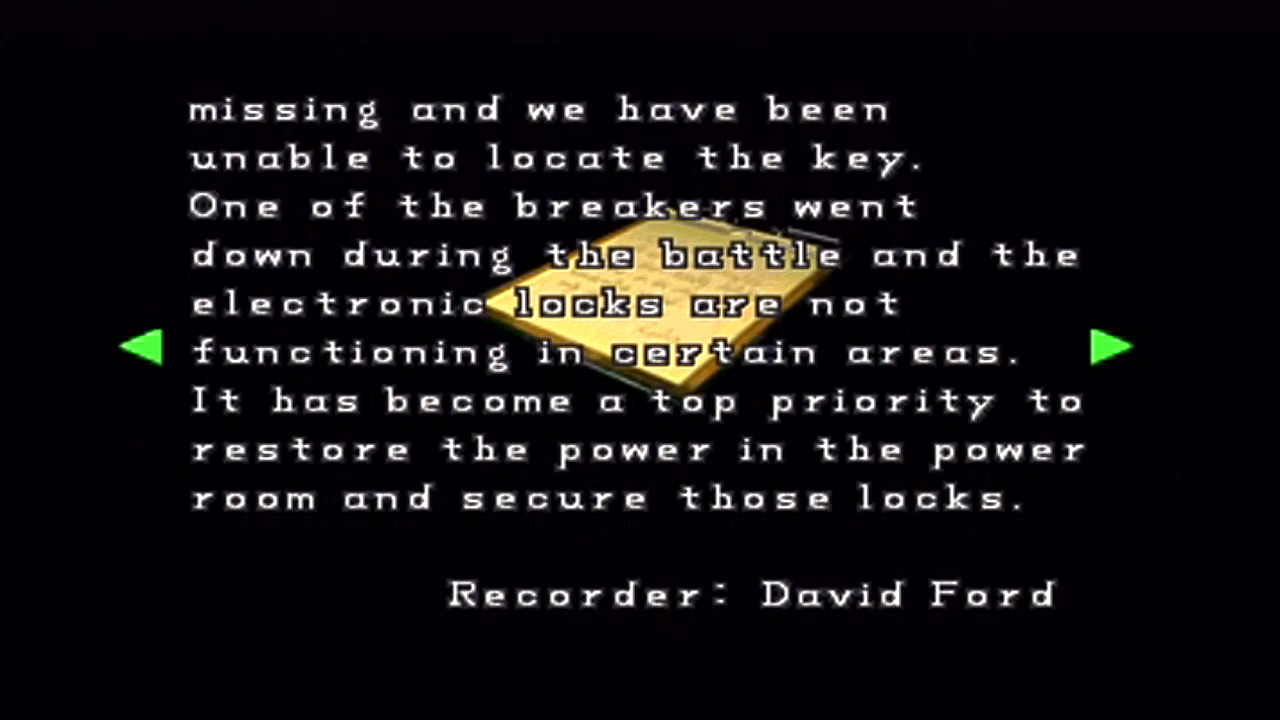 missing and we have been
unable to locate the key.
One of the breakers went
down during the battle and the
electronic locks are not
functioning in certain areas.
It has become a top priority to
restore the power in the power
room and secure those locks.
Recorder: David Ford